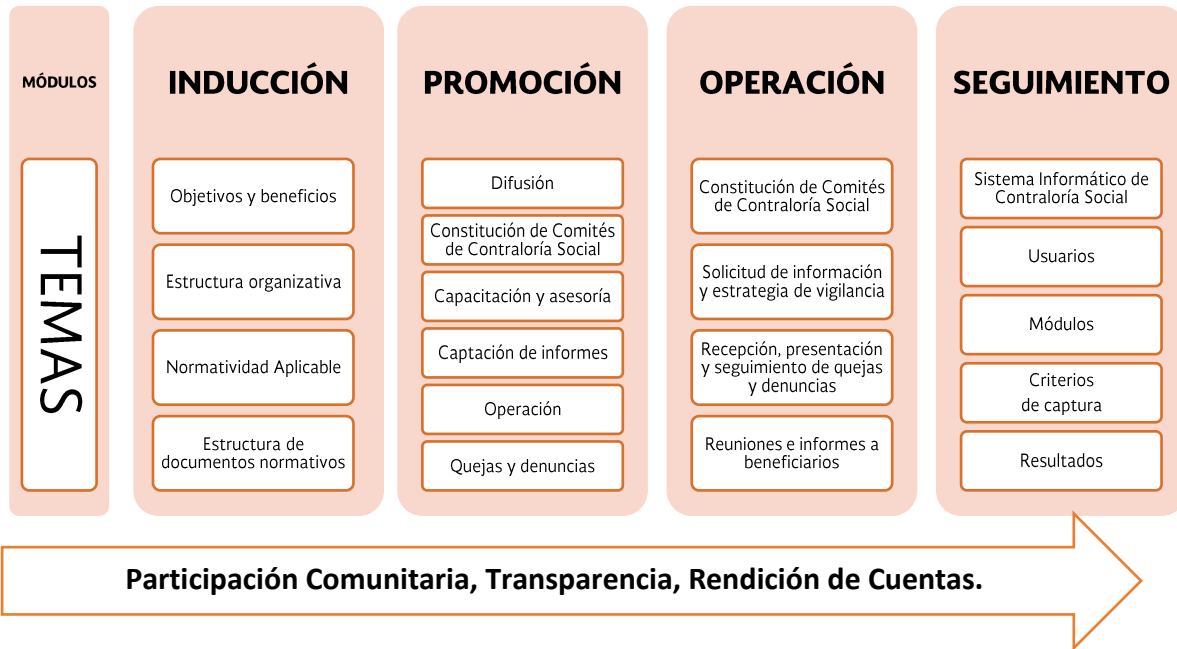 MÓDULOS
TEMAS
INDUCCIÓN
Objetivos y beneficios
Estructura organizativa
Normatividad Aplicable
Estructura de
documentos normativos
PROMOCIÓN
Difusión
Constitución de Comités
de Contraloría Social
Capacitación y asesoría
Captación de informes
Operación
Quejas y denuncias
OPERACIÓN
Constitución de Comités
de Contraloría Social
Solicitud de información
y estrategia de vigilancia
Recepción, presentación
y seguimiento de quejas
y denuncias
Reuniones e informes a
beneficiarios
SEGUIMIENTO
Sistema Informático de
Contraloría Social
Usuarios
Módulos
Criterios
de captura
Resultados
Participación Comunitaria, Transparencia, Rendición de Cuentas.